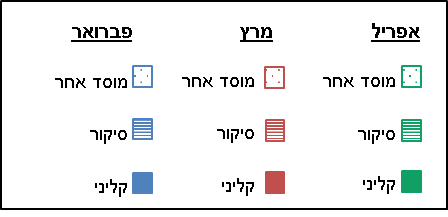 אפריל מרץ פברואר
מוסד אחר מוסד אחר מוסד אחר
סיקור סיקור סיקור
קליני קליני קליני